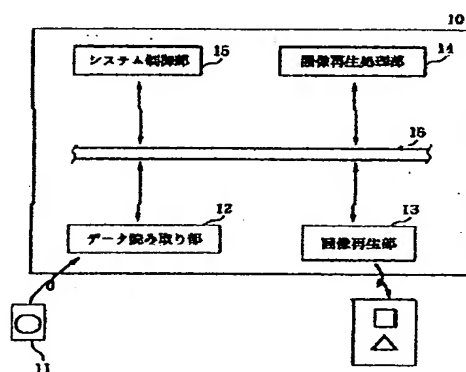 10
システム制御部 15
画像再生処理部 14
16
データ読み取り部 12
画像再生部 13
11